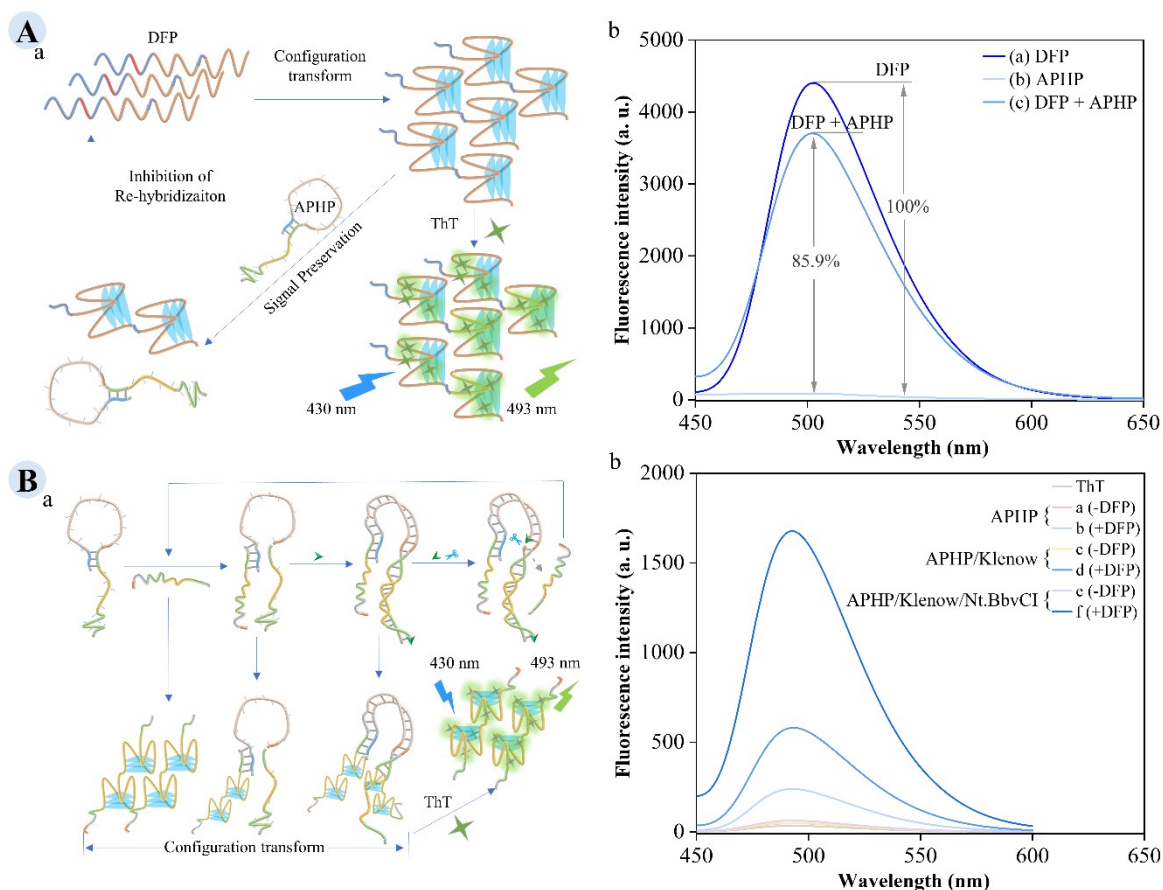 A
a
DFP
Configuration
transform
Inhibition of
Re-hybridizaiton
APHP
Signal Preservation
ThT
430 nm
493 nm
b
5000
4000
3000
2000
1000
0
450
500
550
600
650
Fluorescence intensity (a. u.)
Wavelength (nm)
(a) DFP
(b) APHP
(c) DFP + APHP
DFP
DFP + APHP
100%
85.9%
B
a
430 nm
493 nm
ThT
Configuration transform
b
2000
1500
1000
500
0
450
500
550
600
650
Fluorescence intensity (a. u.)
Wavelength (nm)
ThT
APHP { a (-DFP)
b (+DFP)
APHP/Klenow { c (-DFP)
d (+DFP)
APHP/Klenow/Nt.BbvCI { e (-DFP)
f (+DFP)